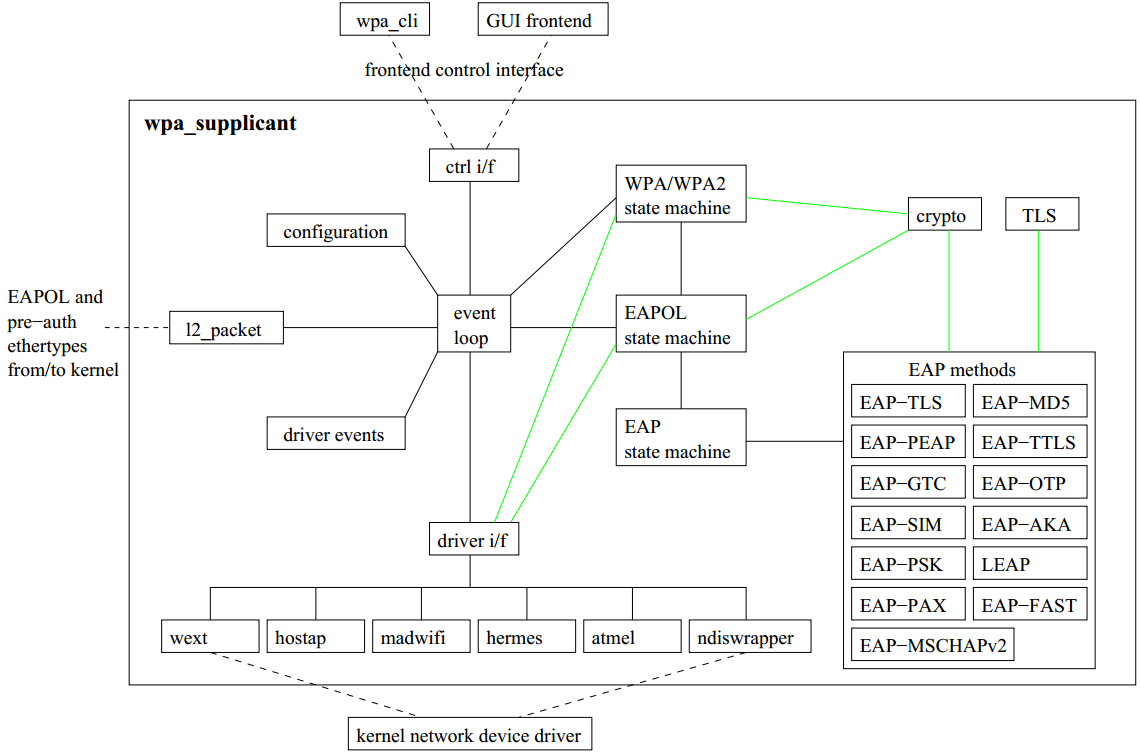 wpa_cli
GUI frontend
frontend control interface
wpa_supplicant
ctrl i/f
WPA/WPA2
state machine
crypto
TLS
configuration
EAPOL and
pre−auth
ethertypes
from/to kernel
l2_packet
event
loop
EAPOL
state machine
driver events
EAP
state machine
EAP methods
EAP−TLS
EAP−MD5
EAP−PEAP
EAP−TTLS
EAP−GTC
EAP−OTP
EAP−SIM
EAP−AKA
EAP−PSK
LEAP
EAP−PAX
EAP−FAST
EAP−MSCHAPv2
driver i/f
wext
hostap
madwifi
hermes
atmel
ndiswrapper
kernel network device driver